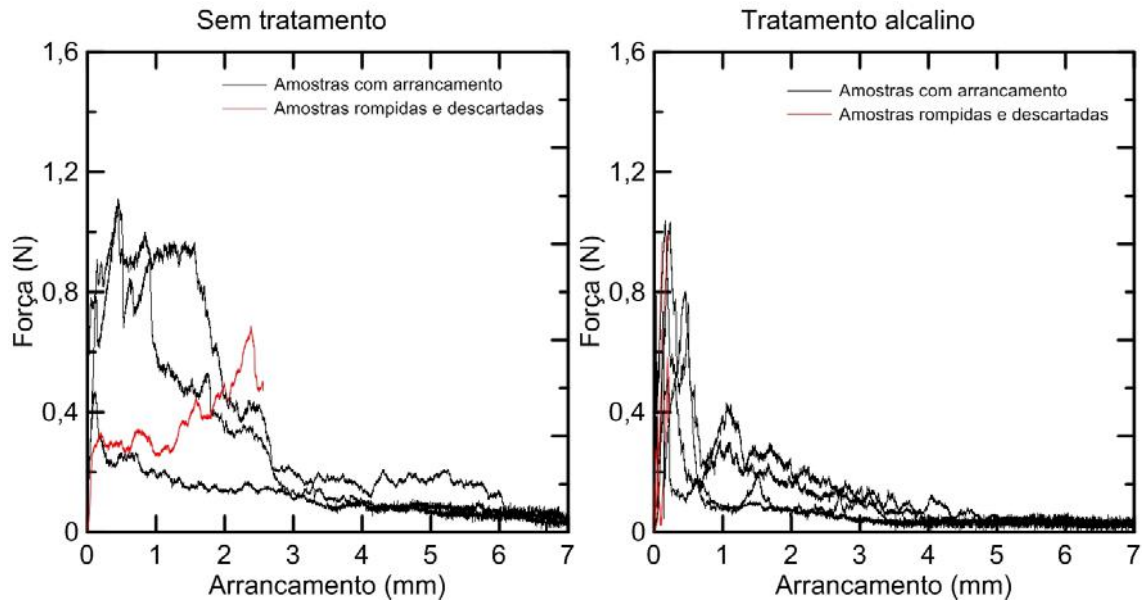 Sem tratamento
1,6
1,2
0,8
0,4
0
Força (N)
Amostras com arrancamento
Amostras rompidas e descartadas
0 1 2 3 4 5 6 7
Arrancamento (mm)
Tratamento alcalino
1,6
1,2
0,8
0,4
0
Força (N)
Amostras com arrancamento
Amostras rompidas e descartadas
0 1 2 3 4 5 6 7
Arrancamento (mm)